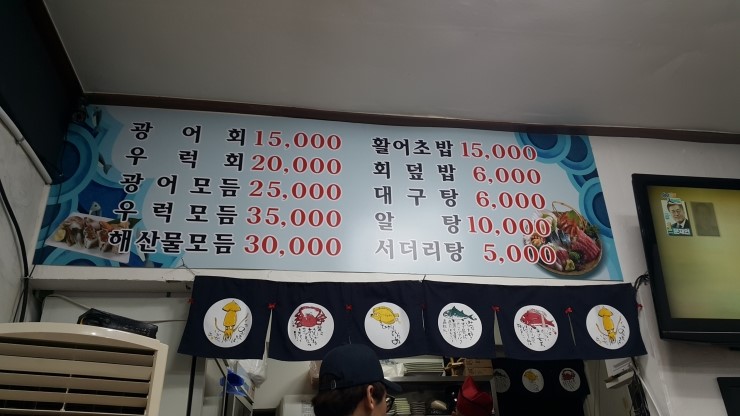 광어회 15,000
우럭회 20,000
광어모듬 25,000
우럭모듬 35,000
해산물모듬 30,000
활어초밥 15,000
회덮밥 6,000
대구탕 6,000
알탕 10,000
서더리탕 5,000